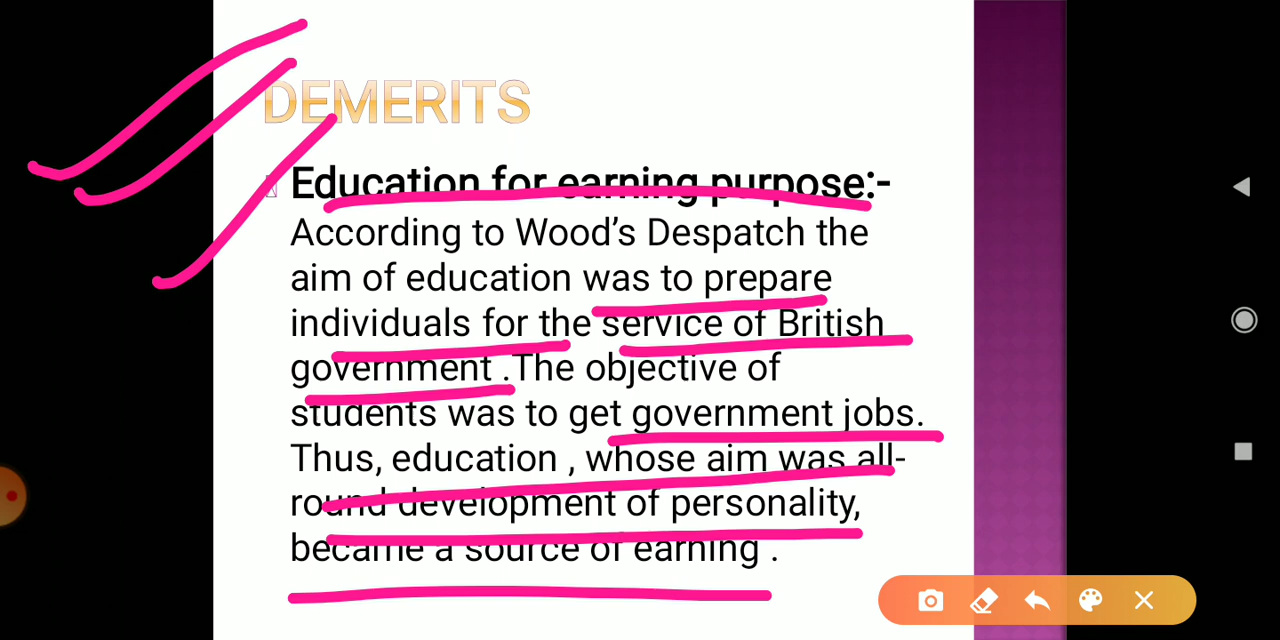 DEMERITS
Education for earning purpose:-
According to Wood’s Despatch the
aim of education was to prepare
individuals for the service of British
government .The objective of
students was to get government jobs.
Thus, education , whose aim was all-
round development of personality,
became a source of earning .